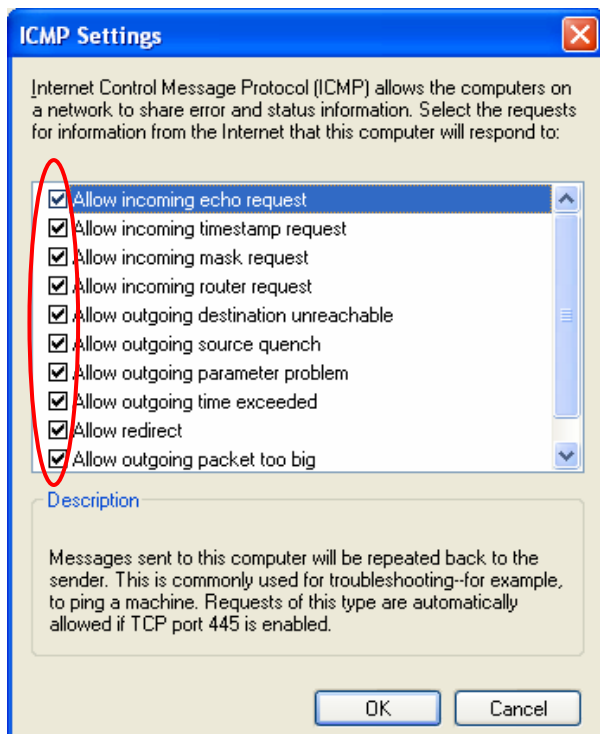 ICMP Settings
Internet Control Message Protocol (ICMP) allows the computers on
a network to share error and status information. Select the requests
for information from the Internet that this computer will respond to:
Allow incoming echo request
Allow incoming timestamp request
Allow incoming mask request
Allow incoming router request
Allow outgoing destination unreachable
Allow outgoing source quench
Allow outgoing parameter problem
Allow outgoing time exceeded
Allow redirect
Allow outgoing packet too big
Description
Messages sent to this computer will be repeated back to the
sender. This is commonly used for troubleshooting--for example,
to ping a machine. Requests of this type are automatically
allowed if TCP port 445 is enabled.
OK
Cancel